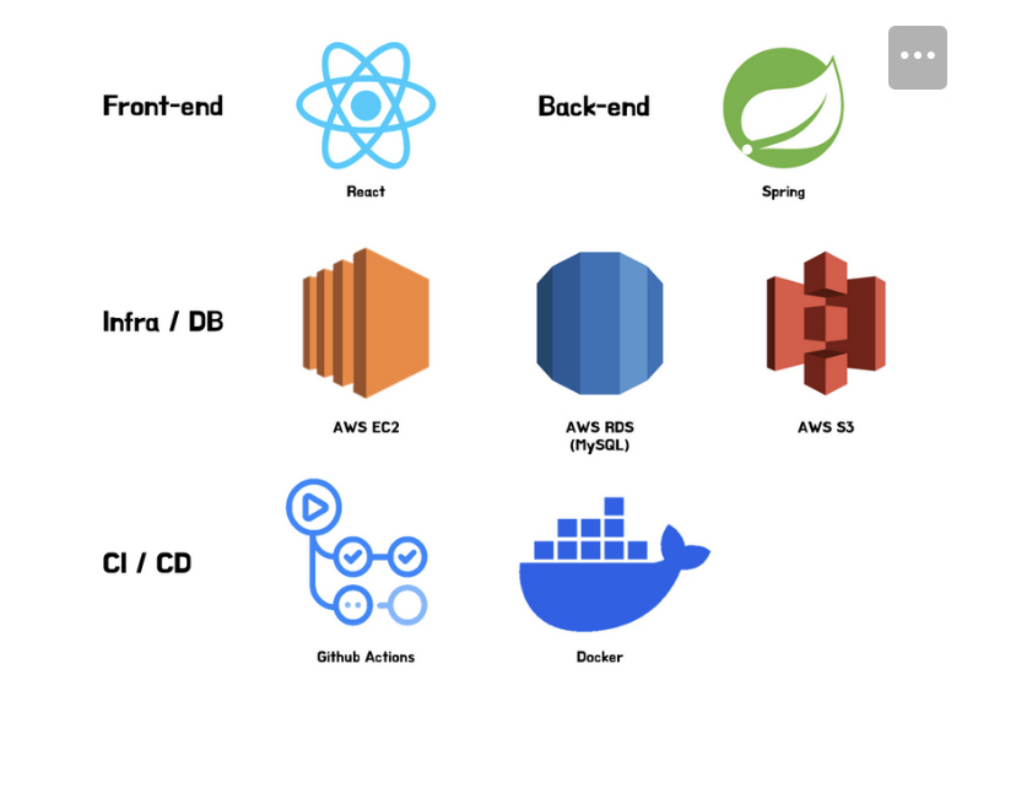 Front-end
React
Back-end
Spring
Infra / DB
AWS EC2
AWS RDS
(MySQL)
AWS S3
CI / CD
Github Actions
Docker